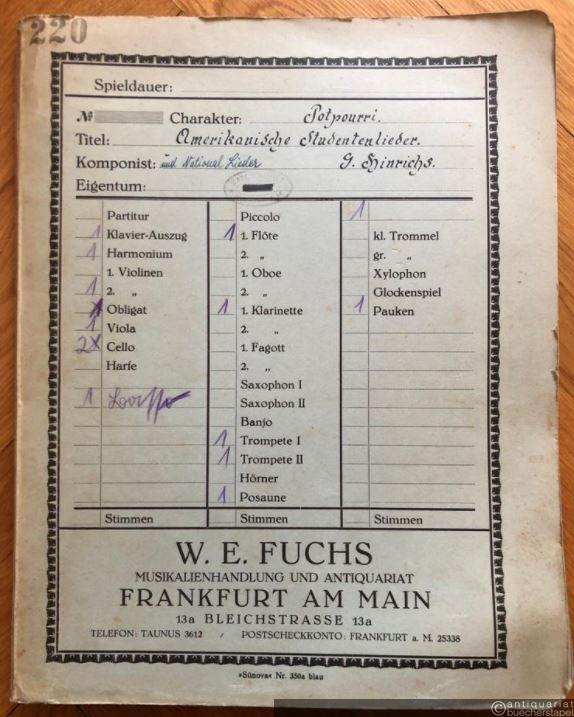 220
Spieldauer:
№ Charakter: Potpourri.
Titel: Amerikanische Studentenlieder.
Komponist: und National Lieder G. Hinrichs.
Eigentum:
Partitur
1 Klavier-Auszug
1 Harmonium
1. Violinen
1 2. „
1 Obligat
1 Viola
2 Cello
Harfe
1
Stimmen
Piccolo
1 1. Flöte
2. „
1. Oboe
2. „
1 1. Klarinette
2. „
1. Fagott
2. „
Saxophon I
Saxophon II
Banjo
1 Trompete I
1 Trompete II
Hörner
1 Posaune
Stimmen
1
kl. Trommel
gr. „
Xylophon
Glockenspiel
1 Pauken
Stimmen
W. E. FUCHS
MUSIKALIENHANDLUNG UND ANTIQUARIAT
FRANKFURT AM MAIN
13a BLEICHSTRASSE 13a
TELEFON: TAUNUS 3612 / POSTSCHECKKONTO: FRANKFURT a. M. 25338
»Sünova« Nr. 350a blau
©antiquariat
buecherstapel